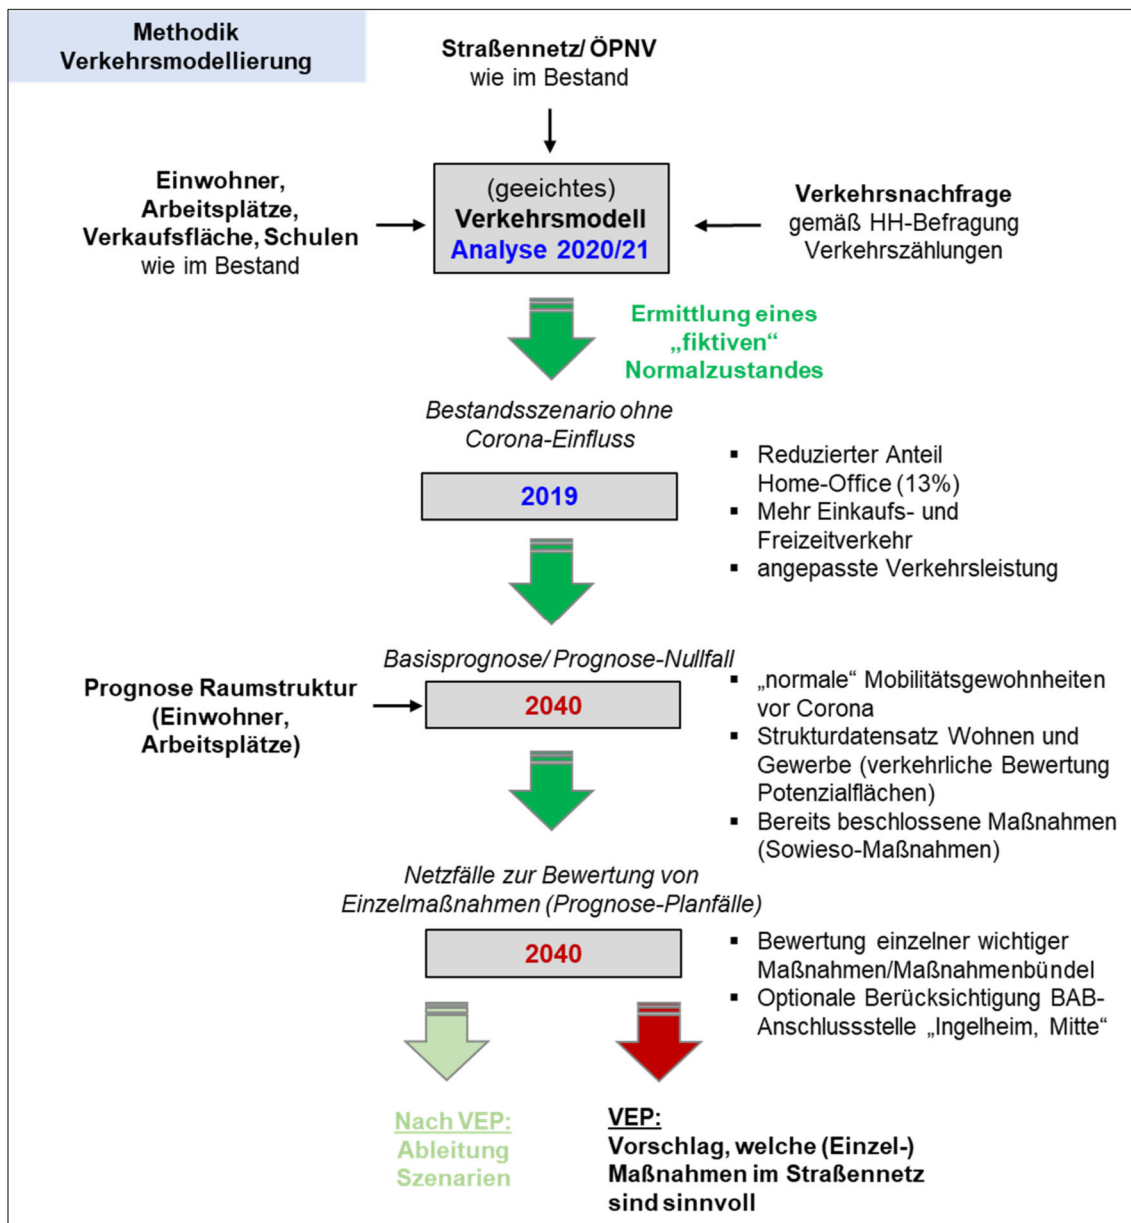 Methodik
Verkehrsmodellierung
Straßennetz/ ÖPNV
wie im Bestand
Einwohner,
Arbeitsplätze,
Verkaufsfläche, Schulen
wie im Bestand
(geeichtes)
Verkehrsmodell
Analyse 2020/21
Verkehrsnachfrage
gemäß HH-Befragung
Verkehrszählungen
Ermittlung eines
„fiktiven“
Normalzustandes
Bestandsszenario ohne
Corona-Einfluss
2019
▪ Reduzierter Anteil
Home-Office (13%)
▪ Mehr Einkaufs- und
Freizeitverkehr
▪ angepasste Verkehrsleistung
Basisprognose/ Prognose-Nullfall
Prognose Raumstruktur
(Einwohner,
Arbeitsplätze)
2040
▪ „normale“ Mobilitätsgewohnheiten
vor Corona
▪ Strukturdatensatz Wohnen und
Gewerbe (verkehrliche Bewertung
Potenzialflächen)
▪ Bereits beschlossene Maßnahmen
(Sowieso-Maßnahmen)
Netzfälle zur Bewertung von
Einzelmaßnahmen (Prognose-Planfälle)
2040
▪ Bewertung einzelner wichtiger
Maßnahmen/Maßnahmenbündel
▪ Optionale Berücksichtigung BAB-
Anschlussstelle „Ingelheim, Mitte“
Nach VEP:
Ableitung
Szenarien
VEP:
Vorschlag, welche (Einzel-)
Maßnahmen im Straßennetz
sind sinnvoll